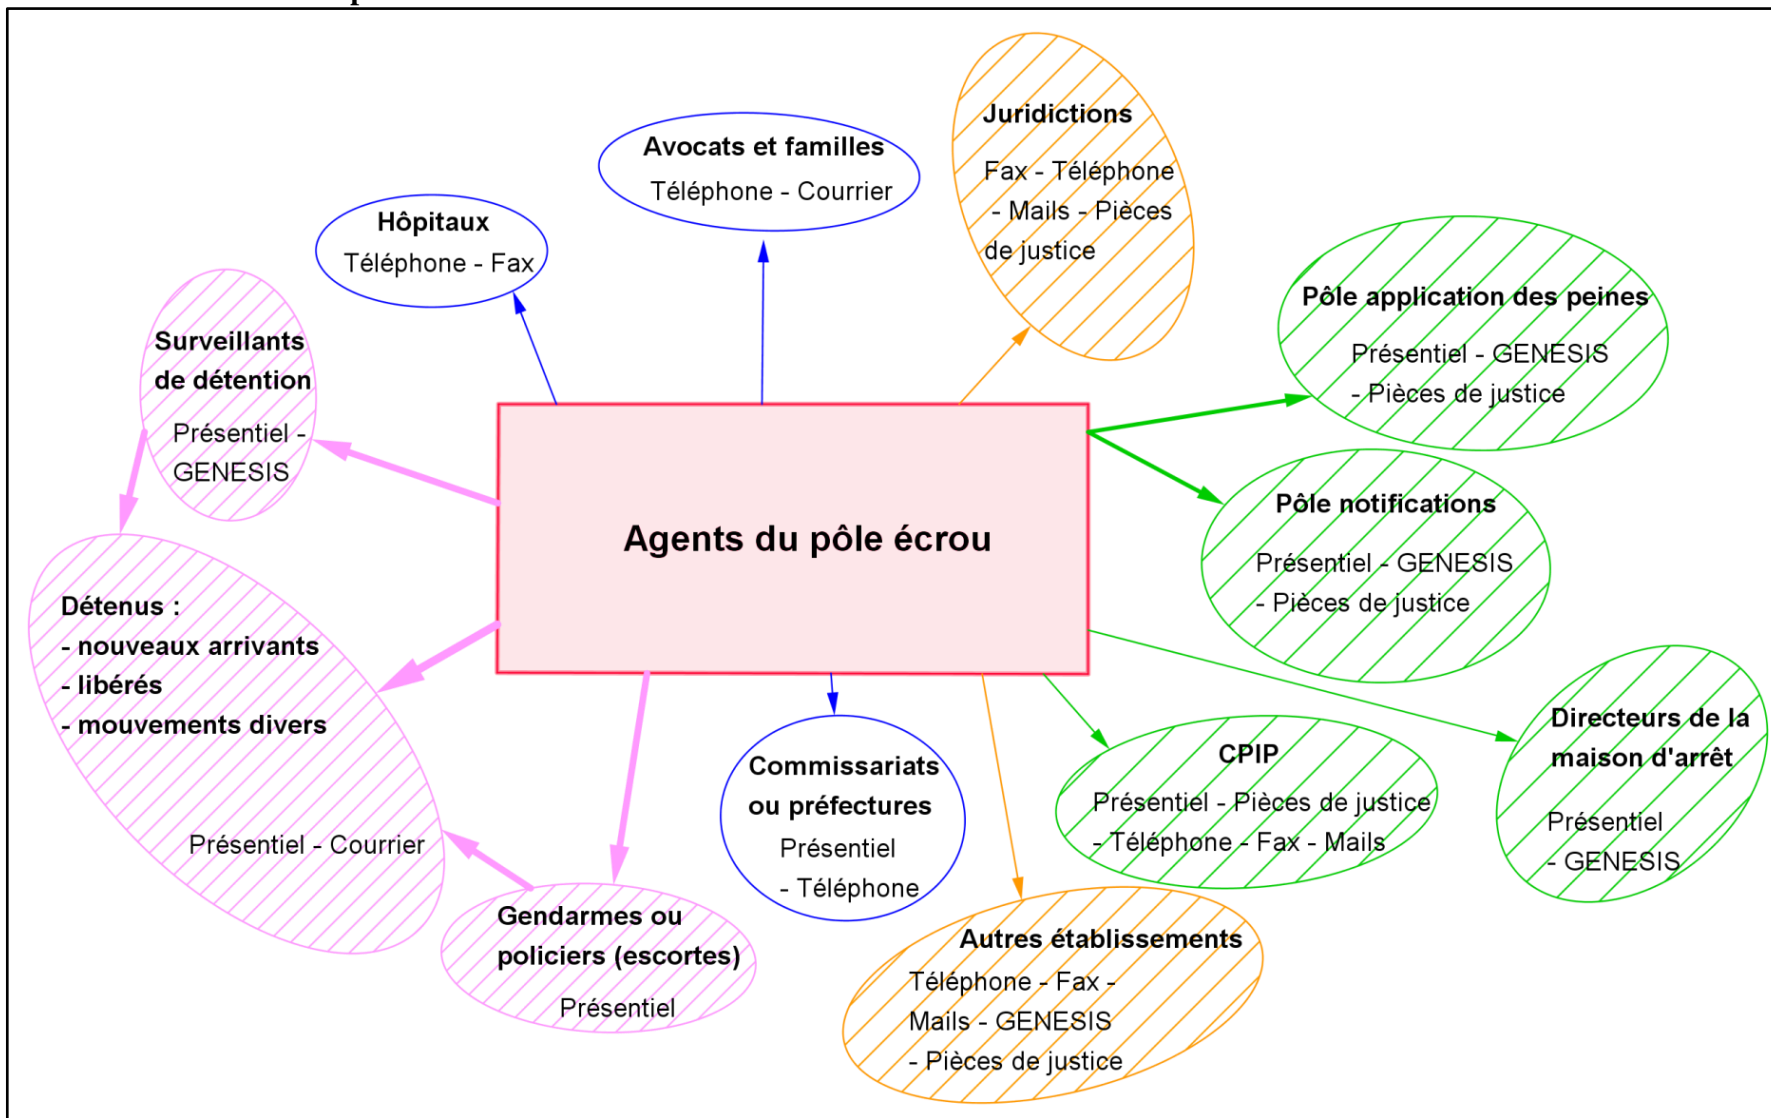 Juridictions
Fax - Téléphone
- Mails - Pièces
de justice
Avocats et familles
Téléphone - Courrier
Hôpitaux
Téléphone - Fax
Pôle application des peines
Présentiel - GENESIS
- Pièces de justice
Surveillants
de détention
Présentiel -
GENESIS
Pôle notifications
Présentiel - GENESIS
- Pièces de justice
Agents du pôle écrou
Détenus :
- nouveaux arrivants
- libérés
- mouvements divers
Présentiel - Courrier
Directeurs de la
maison d'arrêt
Présentiel
- GENESIS
CPIP
Présentiel - Pièces de justice
- Téléphone - Fax - Mails
Commissariats
ou préfectures
Présentiel
- Téléphone
Gendarmes ou
policiers (escortes)
Présentiel
Autres établissements
Téléphone - Fax -
Mails - GENESIS
- Pièces de justice